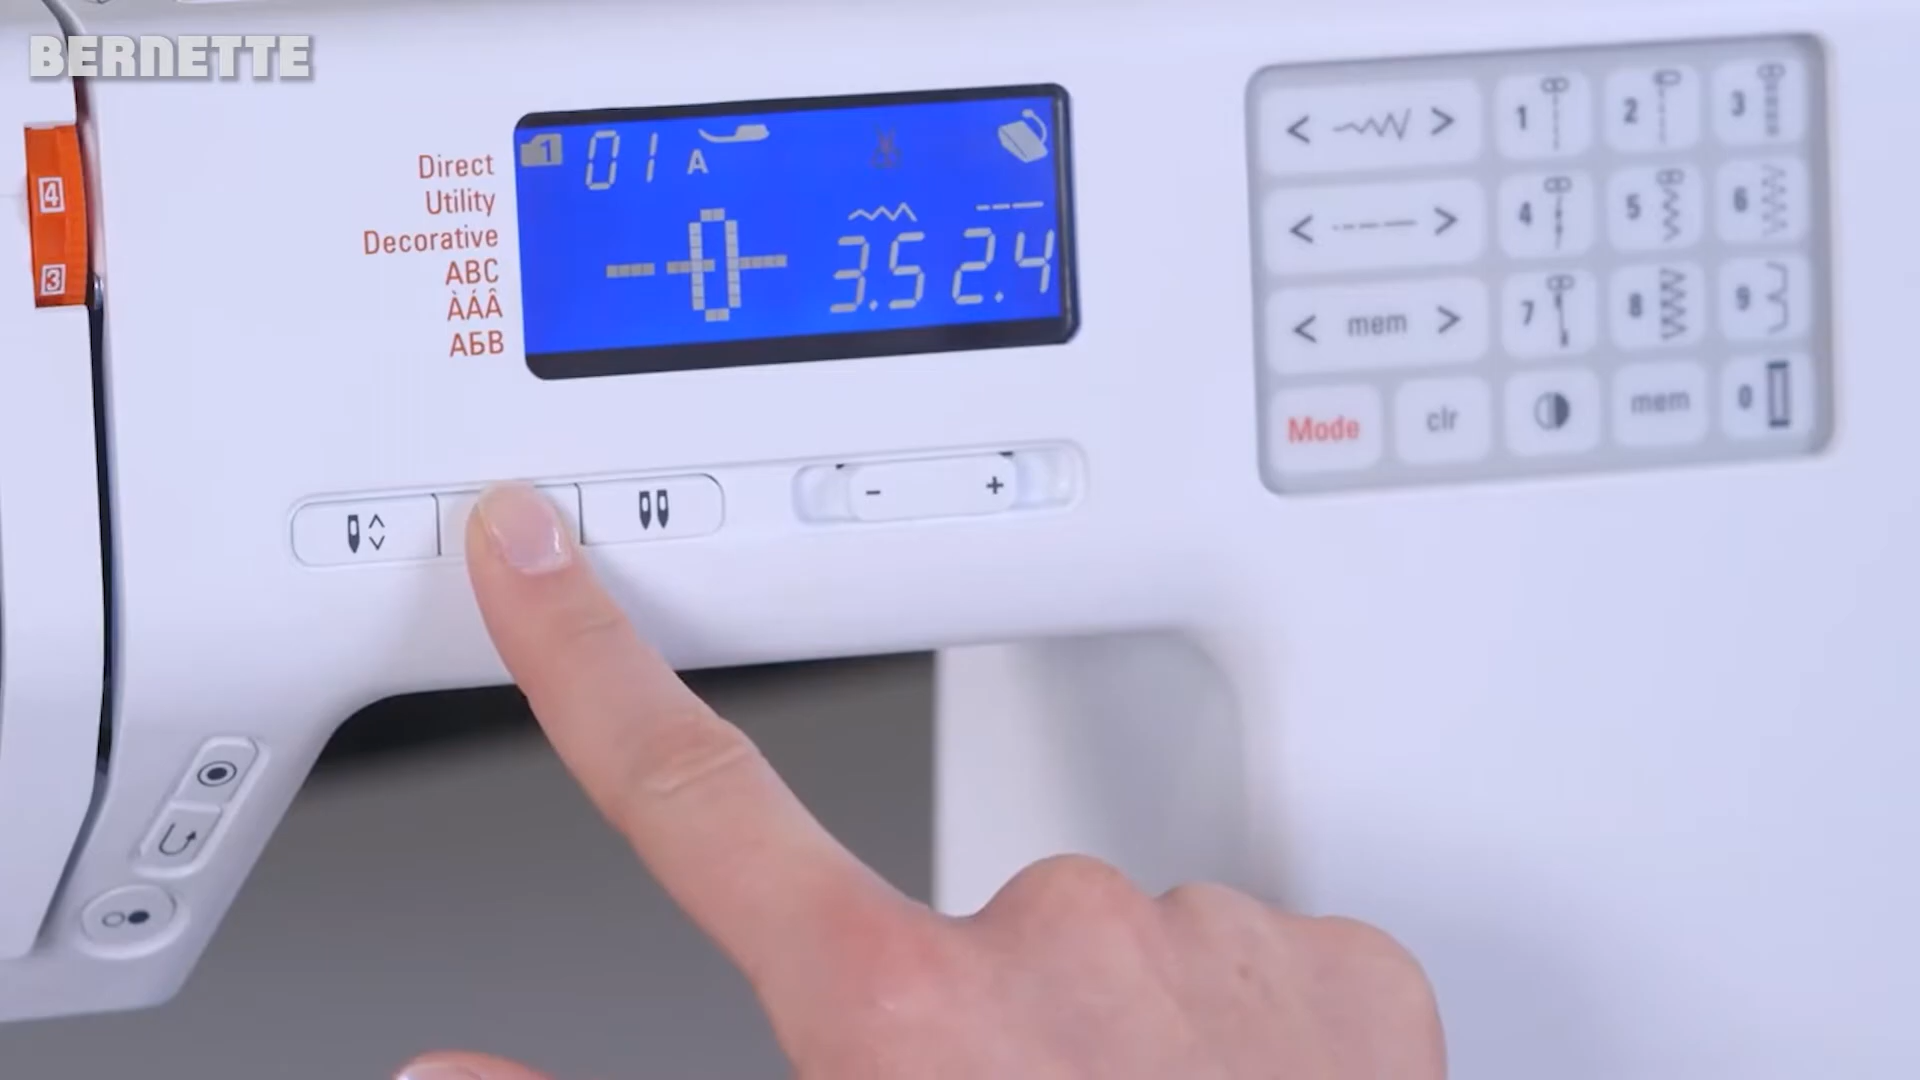 BERNETTE
4
3
Direct
Utility
Decorative
ABC
ÀÁÂ
АБВ
1 01 A
3.5 2.4
- +
1 2 3
4 5 6
mem 7 8 9
Mode clr mem 0